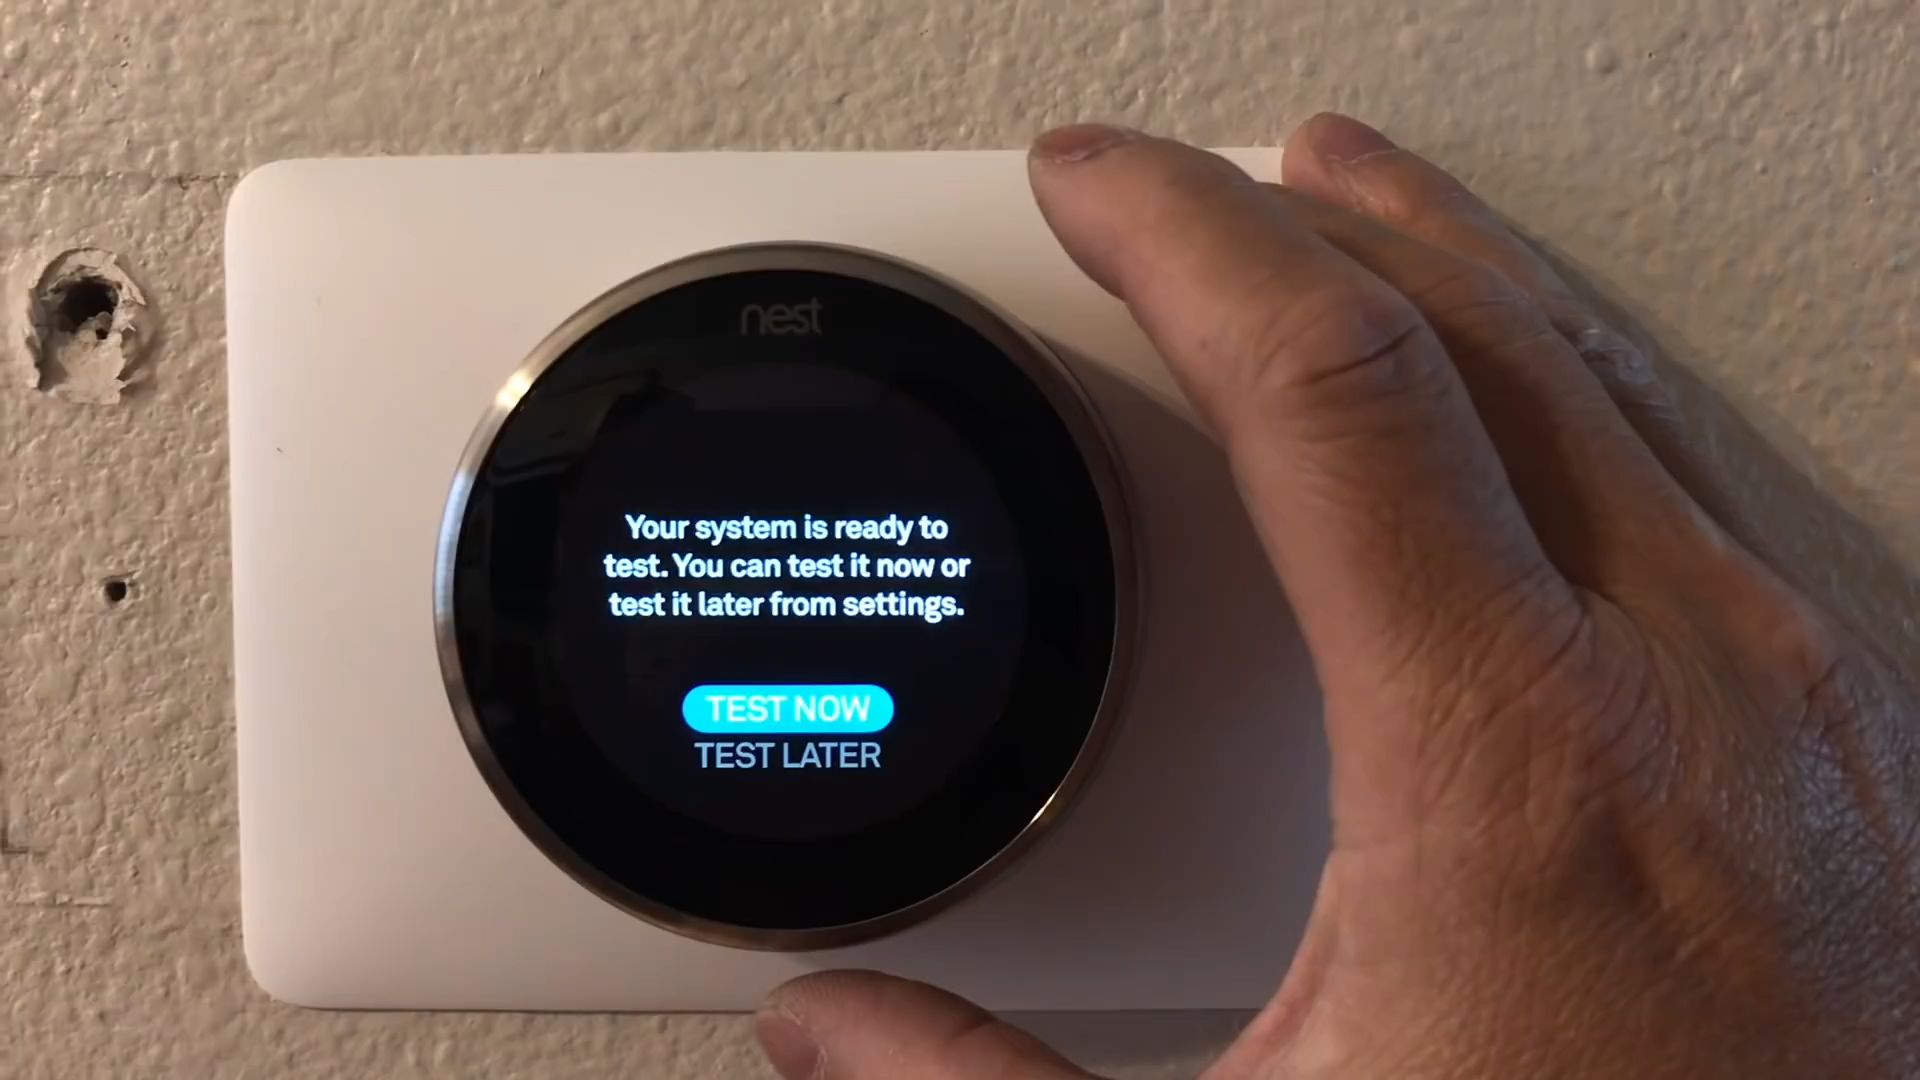 nest
Your system is ready to
test. You can test it now or
test it later from settings.
TEST NOW
TEST LATER